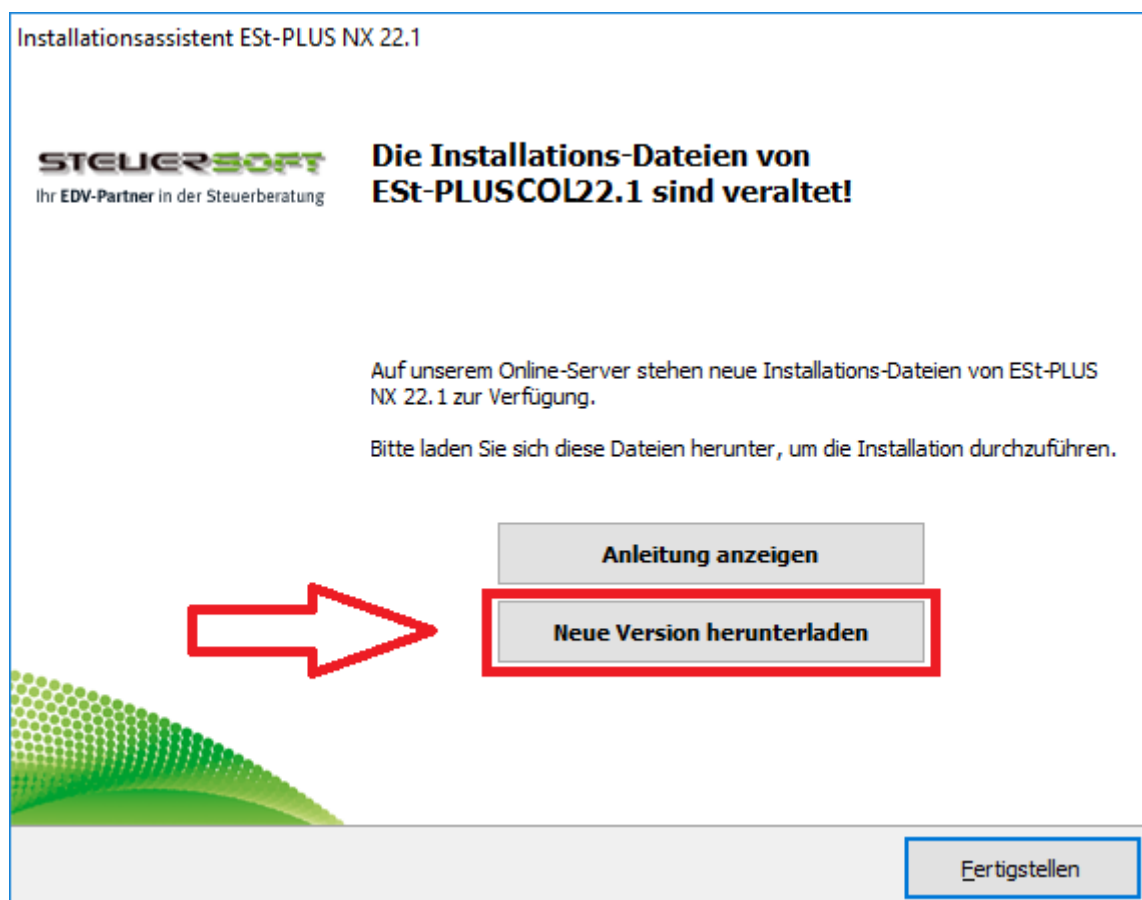 Installationsassistent ESt-PLUS NX 22.1
STEUERSOFT
Ihr EDV-Partner in der Steuerberatung
Die Installations-Dateien von
ESt-PLUSCOL22.1 sind veraltet!
Auf unserem Online-Server stehen neue Installations-Dateien von ESt-PLUS
NX 22.1 zur Verfügung.
Bitte laden Sie sich diese Dateien herunter, um die Installation durchzuführen.
Anleitung anzeigen
Neue Version herunterladen
Fertigstellen